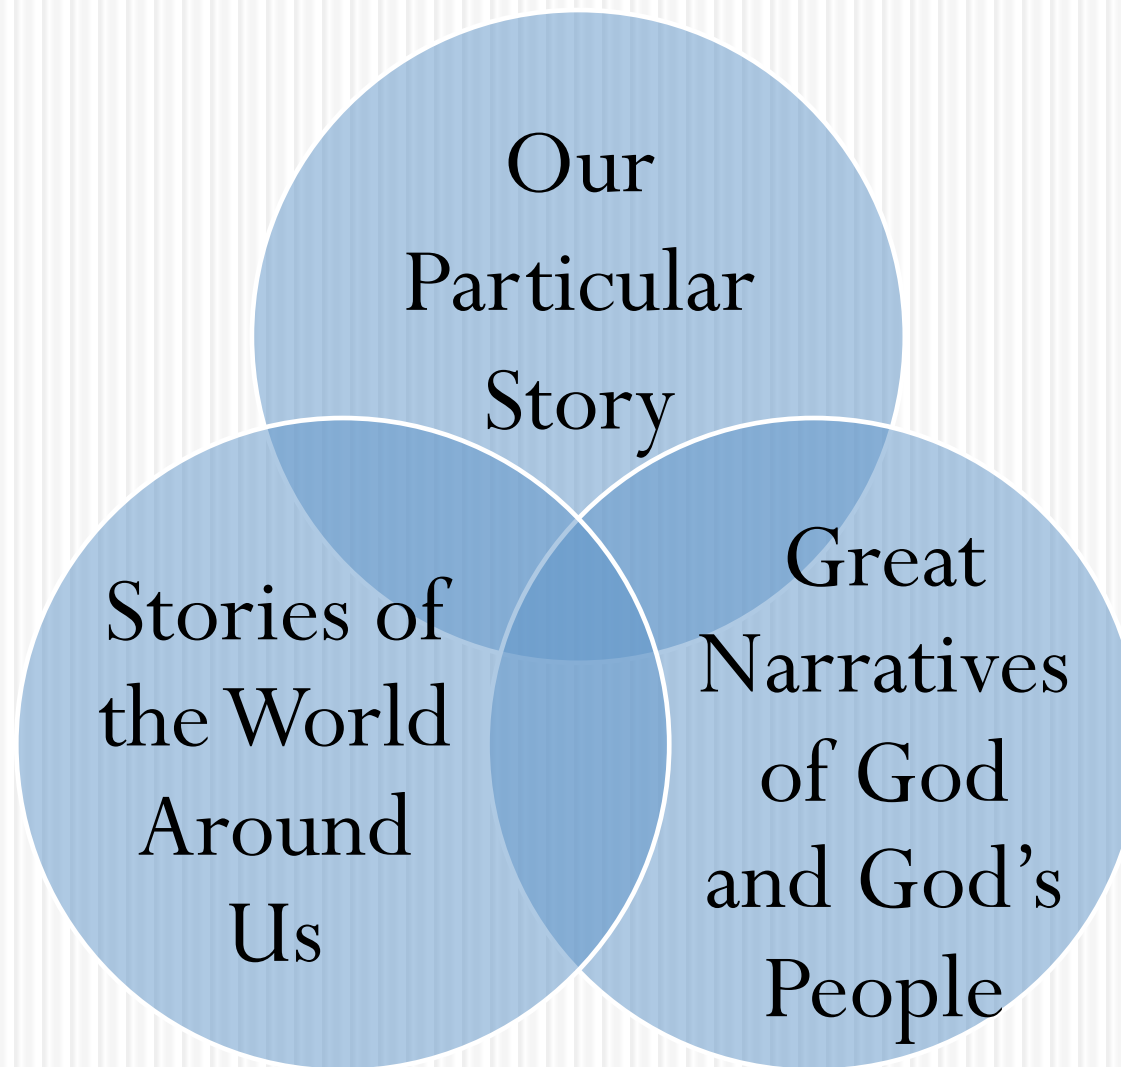 Our
Particular
Story
Stories of
the World
Around
Us
Great
Narratives
of God
and God’s
People